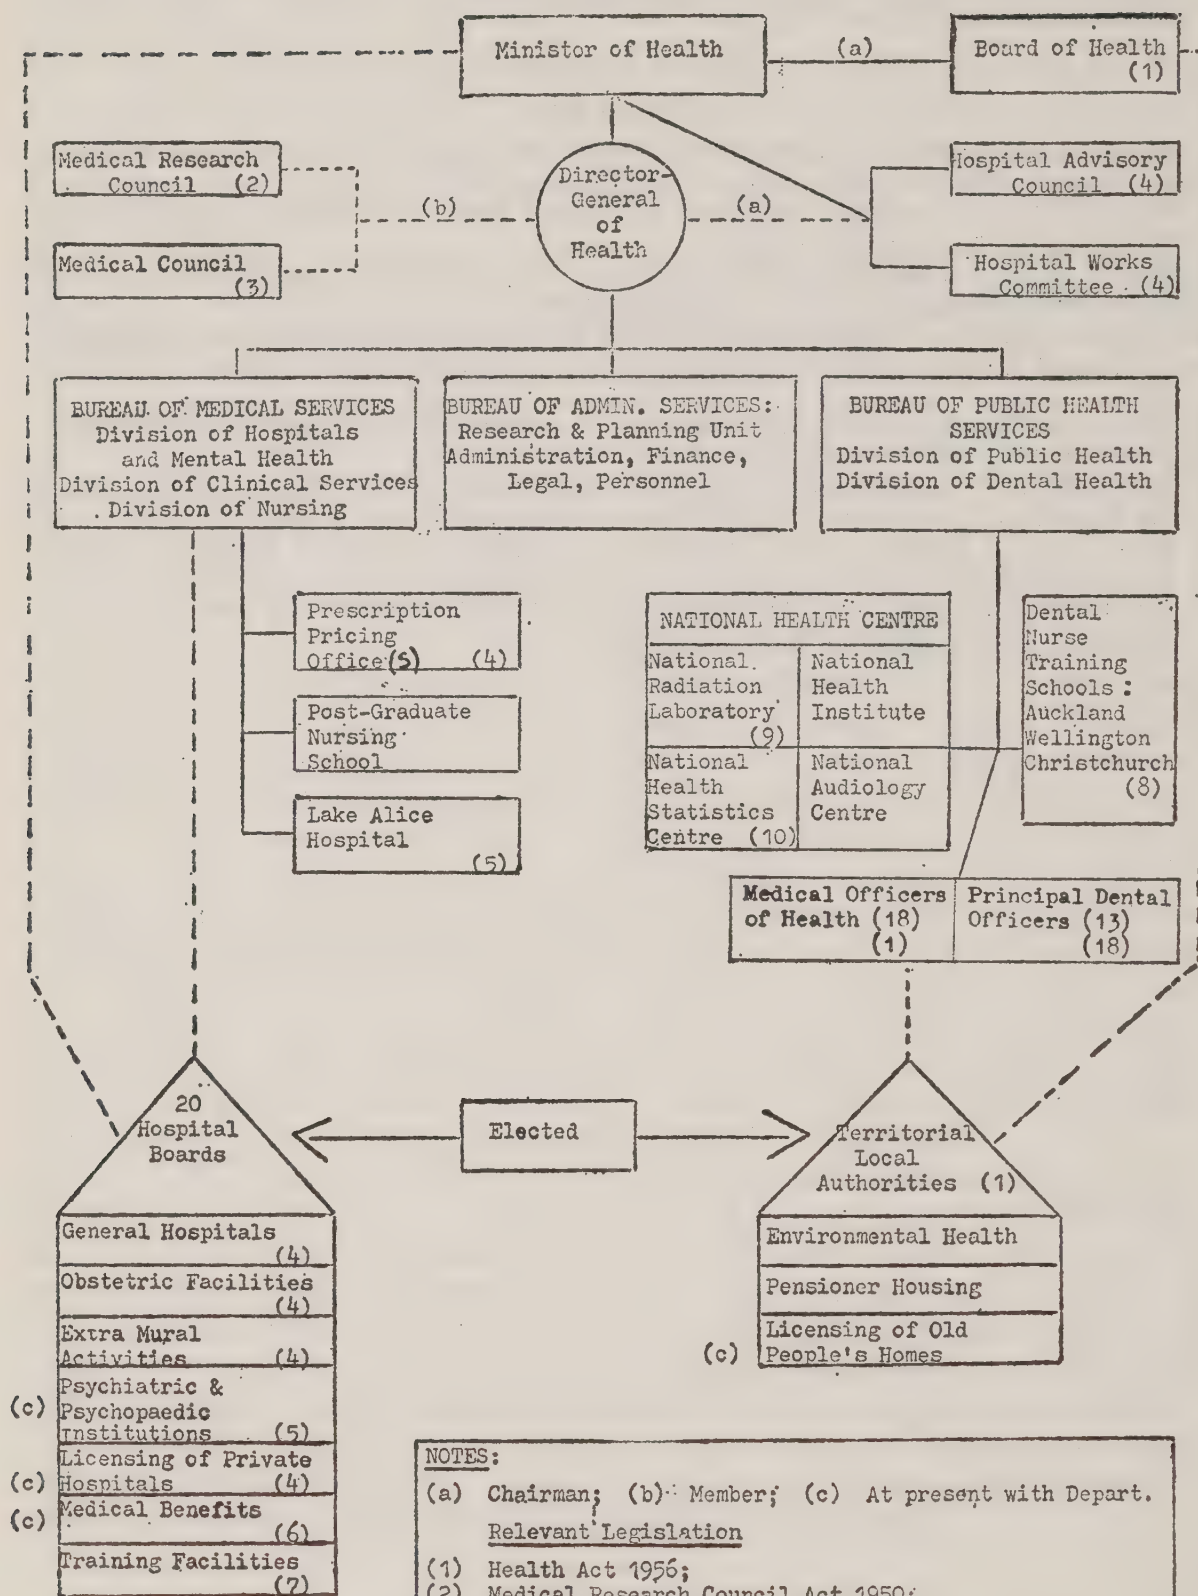 Ministor of Health
(a)
Board of Health
(1)
Medical Research
Council (2)
(b)
Director-
General
of
Health
(a)
Hospital Advisory
Council (4)
Medical Council
(3)
Hospital Works
Committee (4)
BUREAU OF MEDICAL SERVICES
Division of Hospitals
and Mental Health
Division of Clinical Services
Division of Nursing
BUREAU OF ADMIN. SERVICES:
Research & Planning Unit
Administration, Finance,
Legal, Personnel
BUREAU OF PUBLIC HEALTH
SERVICES
Division of Public Health
Division of Dental Health
Prescription
Pricing
Office (5) (4)
Post-Graduate
Nursing
School
Lake Alice
Hospital
(5)
NATIONAL HEALTH CENTRE
National
Radiation
Laboratory
(9)
National
Health
Institute
National
Health
Statistics
Centre (10)
National
Audiology
Centre
Dental
Nurse
Training
Schools:
Auckland
Wellington
Christchurch
(8)
Medical Officers
of Health (18)
(1)
Principal Dental
Officers (13)
(18)
20
Hospital
Boards
Elected
Territorial
Local
Authorities (1)
General Hospitals
(4)
Obstetric Facilities
(4)
Extra Mural
Activities (4)
(c) Psychiatric &
Psychopaedic
Institutions (5)
Licensing of Private
(c) Hospitals (4)
(c) Medical Benefits
(6)
Training Facilities
(7)
Environmental Health
Pensioner Housing
Licensing of Old
(c) People's Homes
NOTES:
(a) Chairman; (b) Member; (c) At present with Depart.
Relevant Legislation
(1) Health Act 1956;
(2) Medical Research Council Act 1950;